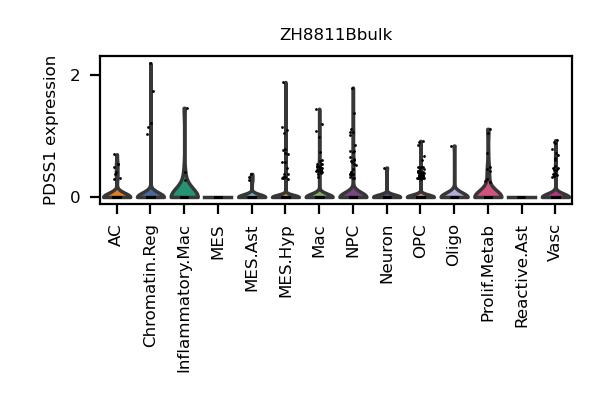 ZH8811Bbulk
PDSS1 expression
2
0
AC
Chromatin.Reg
Inflammatory.Mac
MES
MES.Ast
MES.Hyp
Mac
NPC
Neuron
OPC
Oligo
Prolif.Metab
Reactive.Ast
Vasc